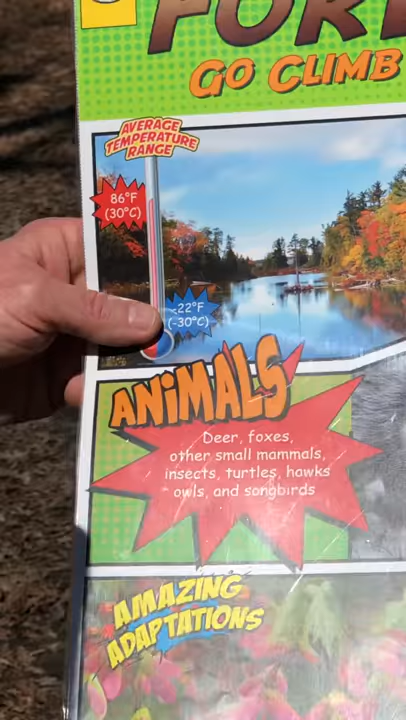 FOR
GO CLIMB
AVERAGE
TEMPERATURE
RANGE
86°F
(30°C)
-22°F
(-30°C)
ANIMALS
Deer, foxes,
other small mammals,
insects, turtles, hawks
owls, and songbirds
AMAZING
ADAPTATIONS